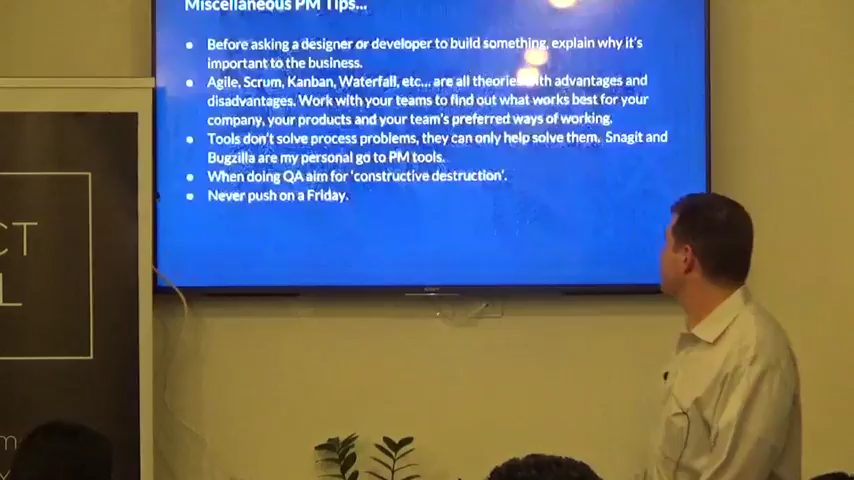 Miscellaneous PM Tips...
● Before asking a designer or developer to build something, explain why it's
important to the business.
● Agile, Scrum, Kanban, Waterfall, etc... are all theories with advantages and
disadvantages. Work with your teams to find out what works best for your
company, your products and your team's preferred ways of working.
● Tools don't solve process problems, they can only help solve them. Snagit and
Bugzilla are my personal go to PM tools.
● When doing QA aim for 'constructive destruction'.
● Never push on a Friday.
CT
L
m